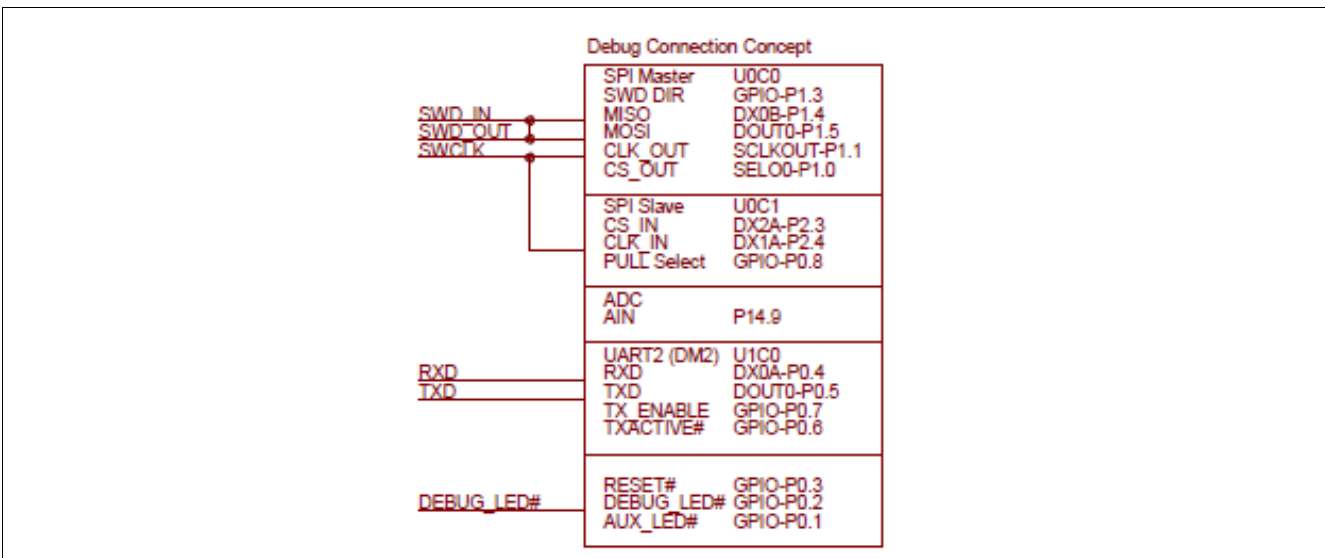 Debug Connection Concept
SPI Master U0C0
SWD DIR GPIO-P1.3
SWD_IN MISO DX0B-P1.4
SWD_OUT MOSI DOUT0-P1.5
SWCLK CLK_OUT SCLKOUT-P1.1
CS_OUT SELO0-P1.0
SPI Slave U0C1
CS_IN DX2A-P2.3
CLK_IN DX1A-P2.4
PULL Select GPIO-P0.8
ADC
AIN P14.9
UART2 (DM2) U1C0
RXD RXD DX0A-P0.4
TXD TXD DOUT0-P0.5
TX_ENABLE GPIO-P0.7
TXACTIVE# GPIO-P0.6
RESET# GPIO-P0.3
DEBUG_LED# DEBUG_LED# GPIO-P0.2
AUX_LED# GPIO-P0.1